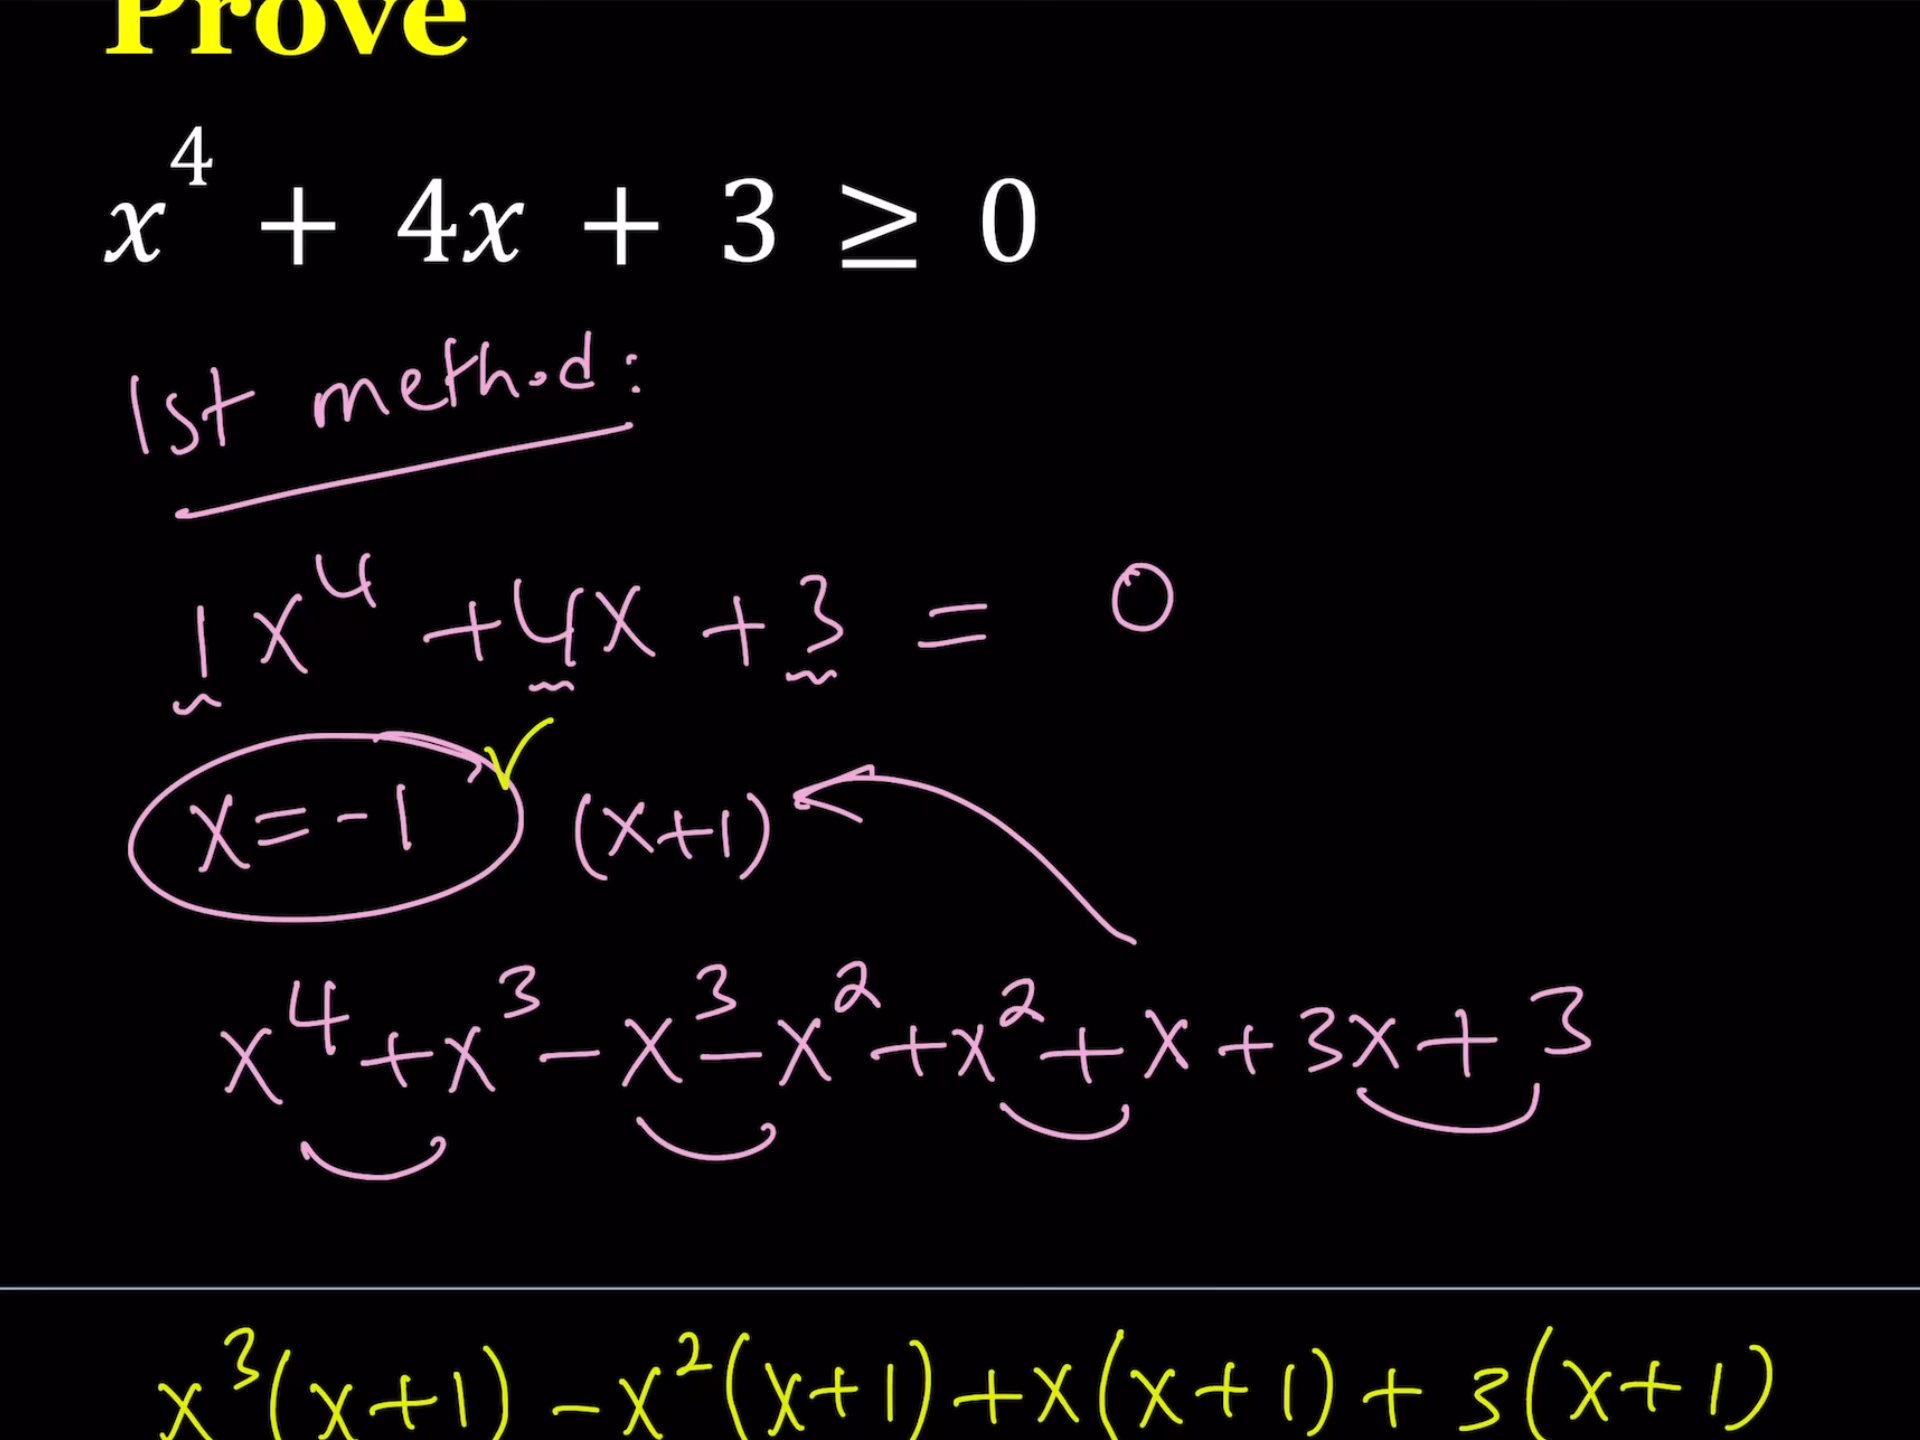 Prove
x⁴ + 4x + 3 ≥ 0
1st method:
1x⁴ + 4x + 3 = 0
x = -1 ✓ (x+1)
x⁴ + x³ - x³ - x² + x² + x + 3x + 3
x³(x+1) - x²(x+1) + x(x+1) + 3(x+1)